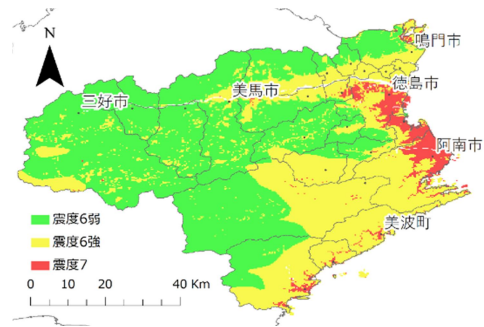 N
鳴門市
徳島市
美馬市
三好市
阿南市
美波町
震度6弱
震度6強
震度7
0 10 20 40 Km